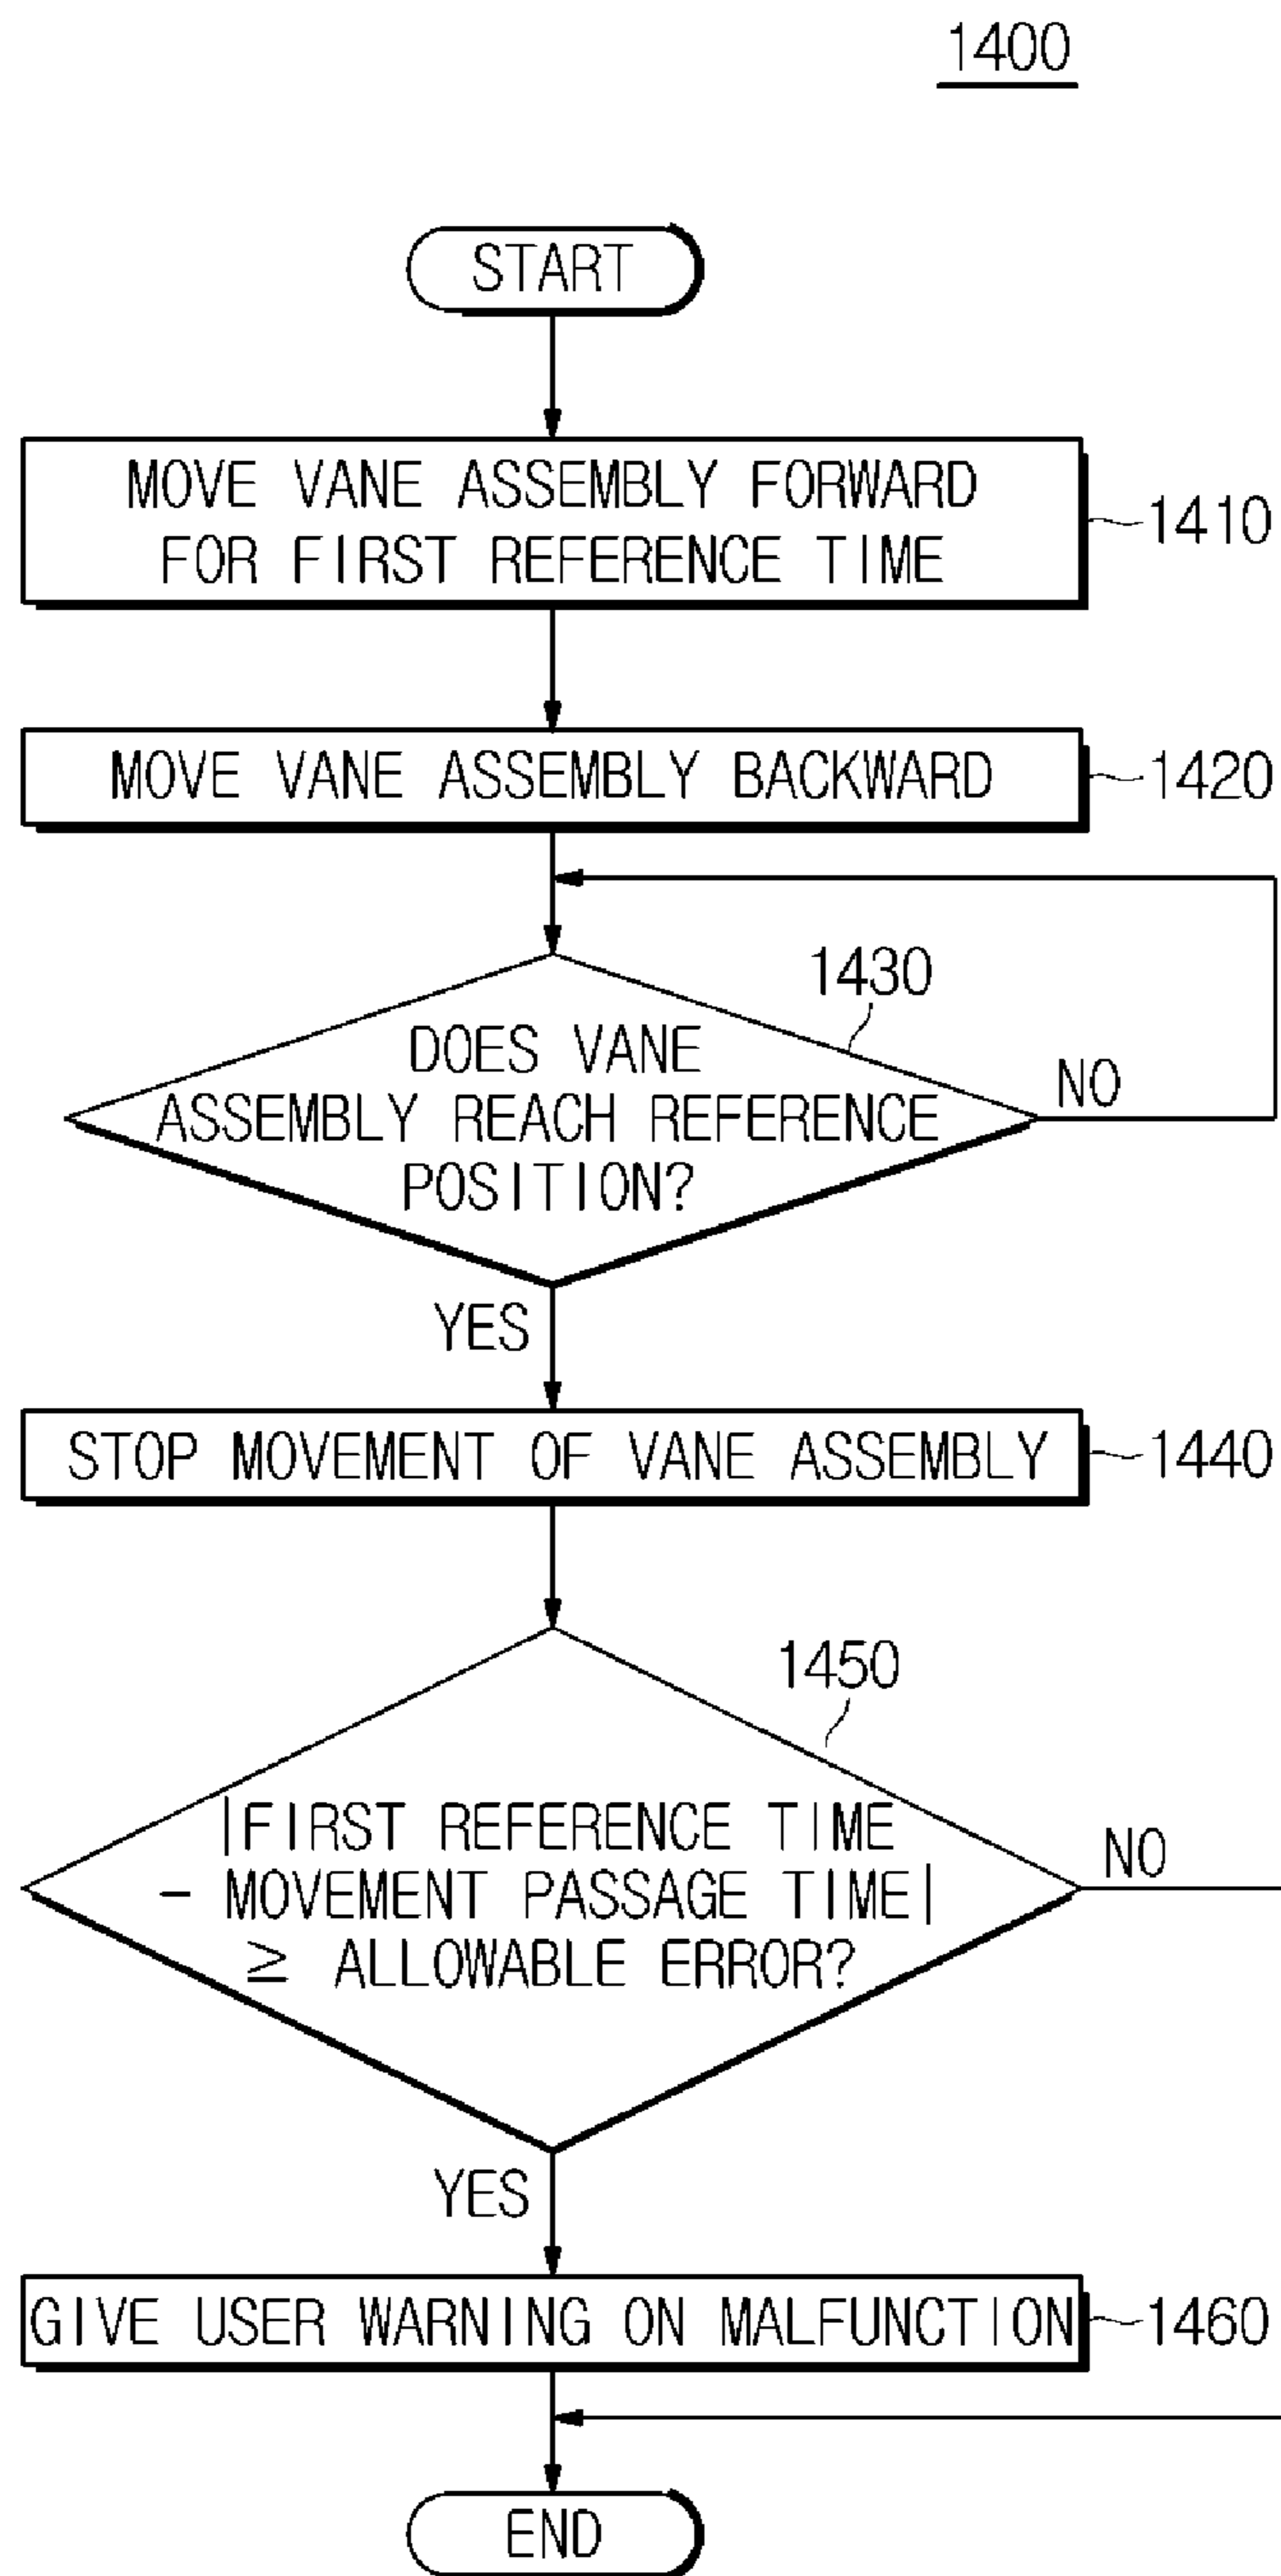 1400
START
MOVE VANE ASSEMBLY FORWARD
FOR FIRST REFERENCE TIME
1410
MOVE VANE ASSEMBLY BACKWARD
1420
1430
DOES VANE
ASSEMBLY REACH REFERENCE
POSITION?
NO
YES
STOP MOVEMENT OF VANE ASSEMBLY
1440
1450
|FIRST REFERENCE TIME
- MOVEMENT PASSAGE TIME|
≥ ALLOWABLE ERROR?
NO
YES
GIVE USER WARNING ON MALFUNCTION
1460
END